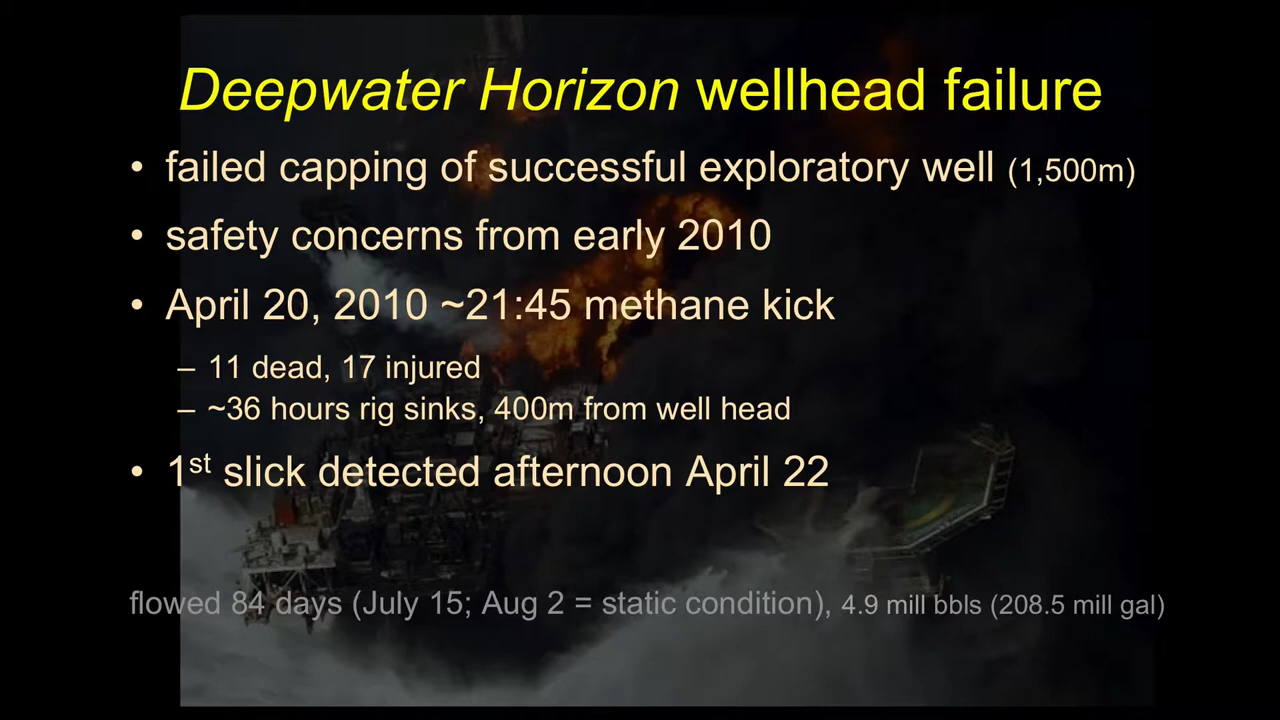 Deepwater Horizon wellhead failure
• failed capping of successful exploratory well (1,500m)
• safety concerns from early 2010
• April 20, 2010 ~21:45 methane kick
– 11 dead, 17 injured
– ~36 hours rig sinks, 400m from well head
• 1st slick detected afternoon April 22
flowed 84 days (July 15; Aug 2 = static condition), 4.9 mill bbls (208.5 mill gal)